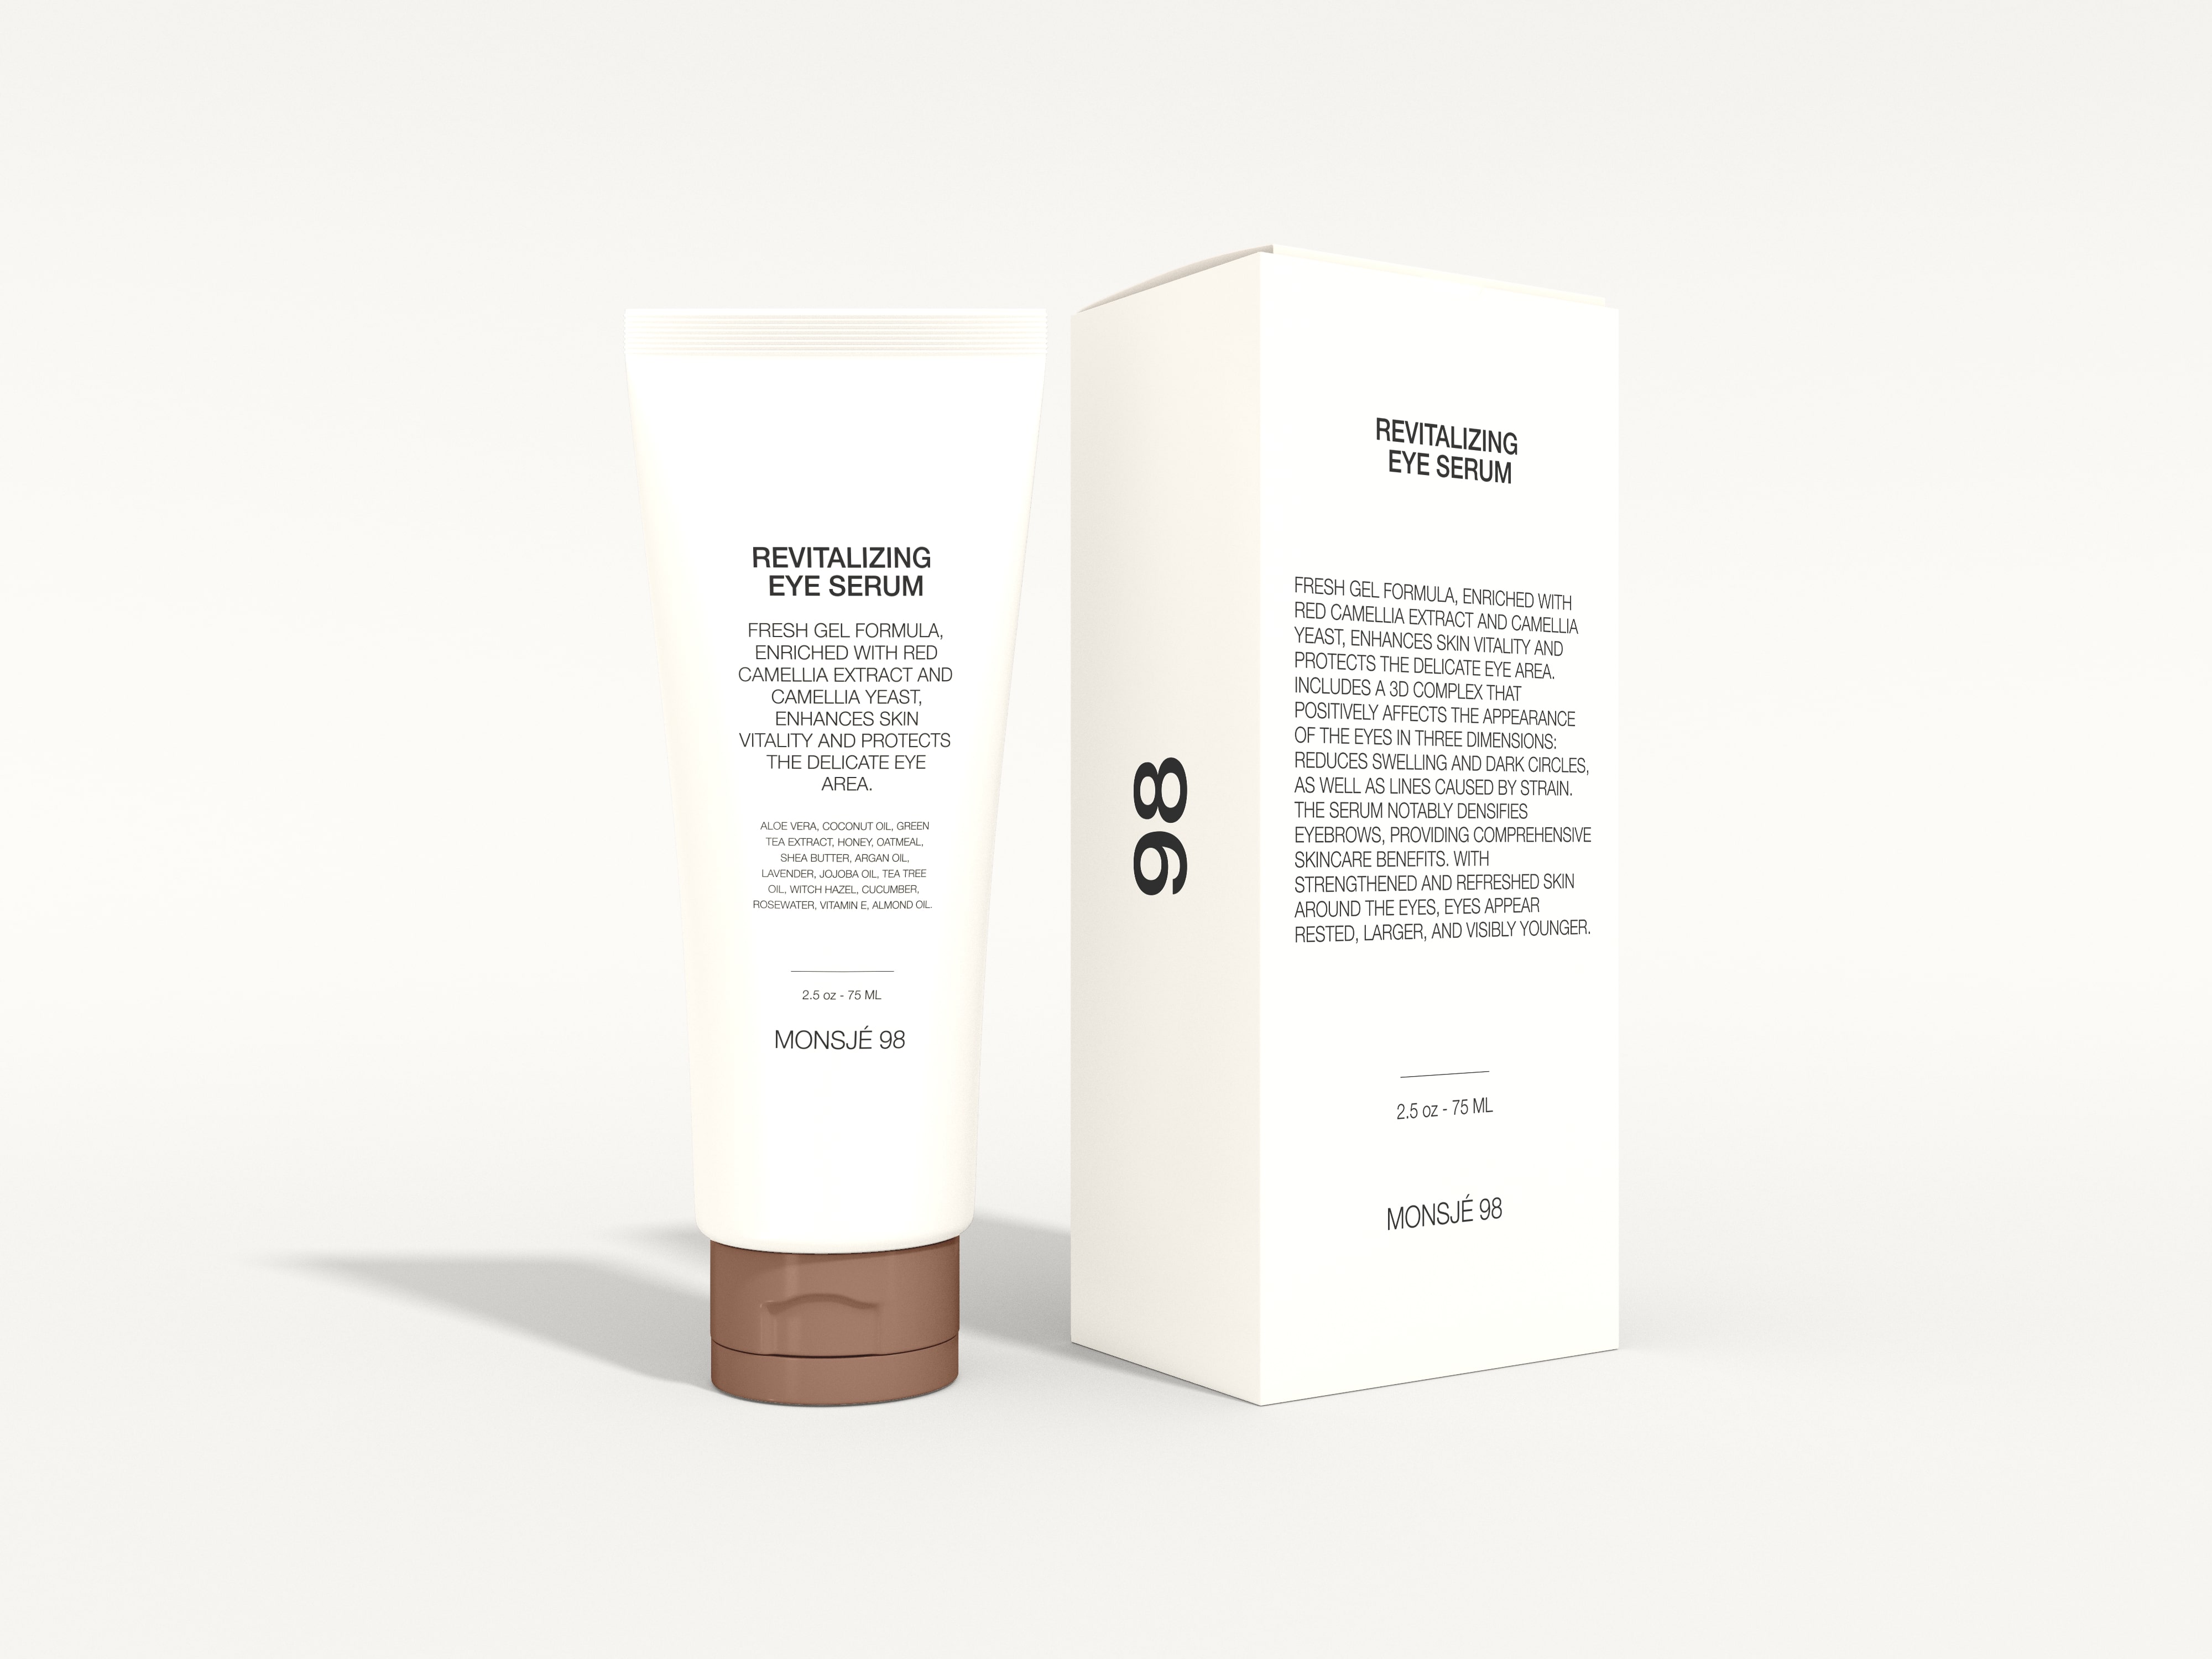 REVITALIZING
EYE SERUM
FRESH GEL FORMULA,
ENRICHED WITH RED
CAMELLIA EXTRACT AND
CAMELLIA YEAST,
ENHANCES SKIN
VITALITY AND PROTECTS
THE DELICATE EYE
AREA.
ALOE VERA, COCONUT OIL, GREEN
TEA EXTRACT, HONEY, OATMEAL,
SHEA BUTTER, ARGAN OIL,
LAVENDER, JOJOBA OIL, TEA TREE
OIL, WITCH HAZEL, CUCUMBER,
ROSEWATER, VITAMIN E, ALMOND OIL.
2.5 oz - 75 ML
MONSJÉ 98
98
REVITALIZING
EYE SERUM
FRESH GEL FORMULA, ENRICHED WITH
RED CAMELLIA EXTRACT AND CAMELLIA
YEAST, ENHANCES SKIN VITALITY AND
PROTECTS THE DELICATE EYE AREA.
INCLUDES A 3D COMPLEX THAT
POSITIVELY AFFECTS THE APPEARANCE
OF THE EYES IN THREE DIMENSIONS:
REDUCES SWELLING AND DARK CIRCLES,
AS WELL AS LINES CAUSED BY STRAIN.
THE SERUM NOTABLY DENSIFIES
EYEBROWS, PROVIDING COMPREHENSIVE
SKINCARE BENEFITS. WITH
STRENGTHENED AND REFRESHED SKIN
AROUND THE EYES, EYES APPEAR
RESTED, LARGER, AND VISIBLY YOUNGER.
2.5 oz - 75 ML
MONSJÉ 98